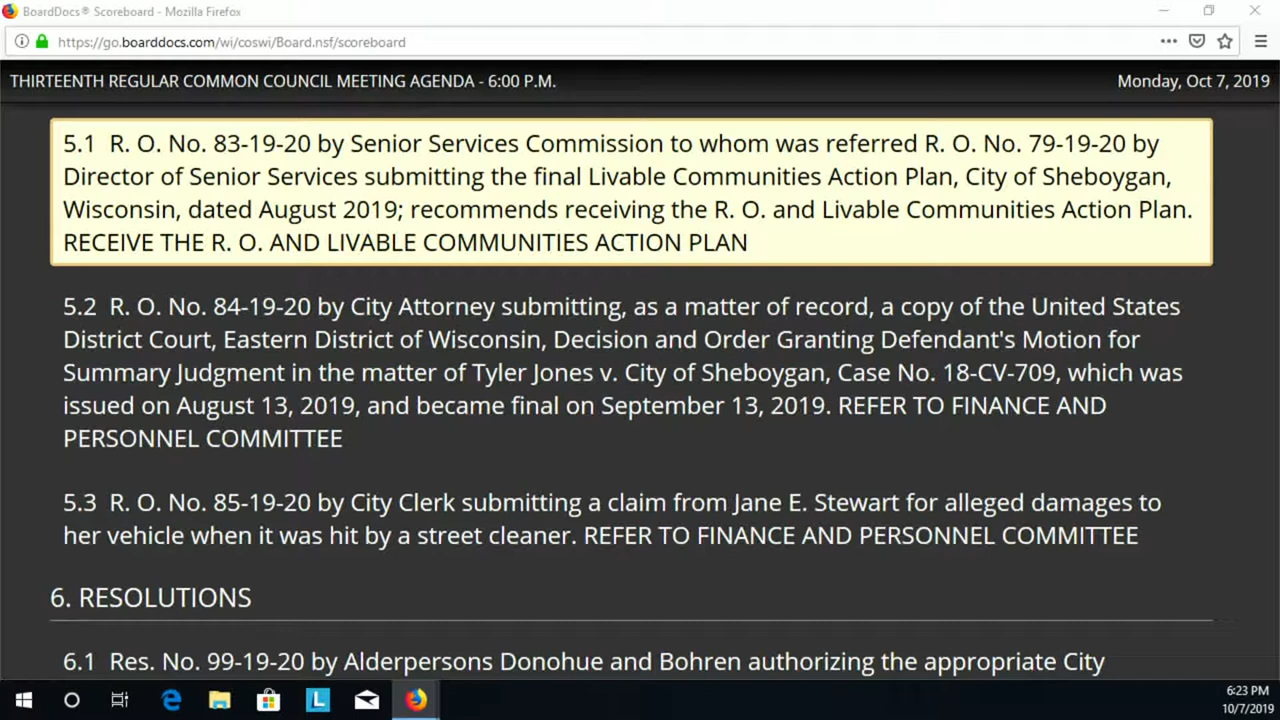 BoardDocs® Scoreboard - Mozilla Firefox
https://go.boarddocs.com/wi/coswi/Board.nsf/scoreboard
THIRTEENTH REGULAR COMMON COUNCIL MEETING AGENDA - 6:00 P.M. Monday, Oct 7, 2019
5.1 R. O. No. 83-19-20 by Senior Services Commission to whom was referred R. O. No. 79-19-20 by
Director of Senior Services submitting the final Livable Communities Action Plan, City of Sheboygan,
Wisconsin, dated August 2019; recommends receiving the R. O. and Livable Communities Action Plan.
RECEIVE THE R. O. AND LIVABLE COMMUNITIES ACTION PLAN
5.2 R. O. No. 84-19-20 by City Attorney submitting, as a matter of record, a copy of the United States
District Court, Eastern District of Wisconsin, Decision and Order Granting Defendant's Motion for
Summary Judgment in the matter of Tyler Jones v. City of Sheboygan, Case No. 18-CV-709, which was
issued on August 13, 2019, and became final on September 13, 2019. REFER TO FINANCE AND
PERSONNEL COMMITTEE
5.3 R. O. No. 85-19-20 by City Clerk submitting a claim from Jane E. Stewart for alleged damages to
her vehicle when it was hit by a street cleaner. REFER TO FINANCE AND PERSONNEL COMMITTEE
6. RESOLUTIONS
6.1 Res. No. 99-19-20 by Alderpersons Donohue and Bohren authorizing the appropriate City
L
6:23 PM
10/7/2019